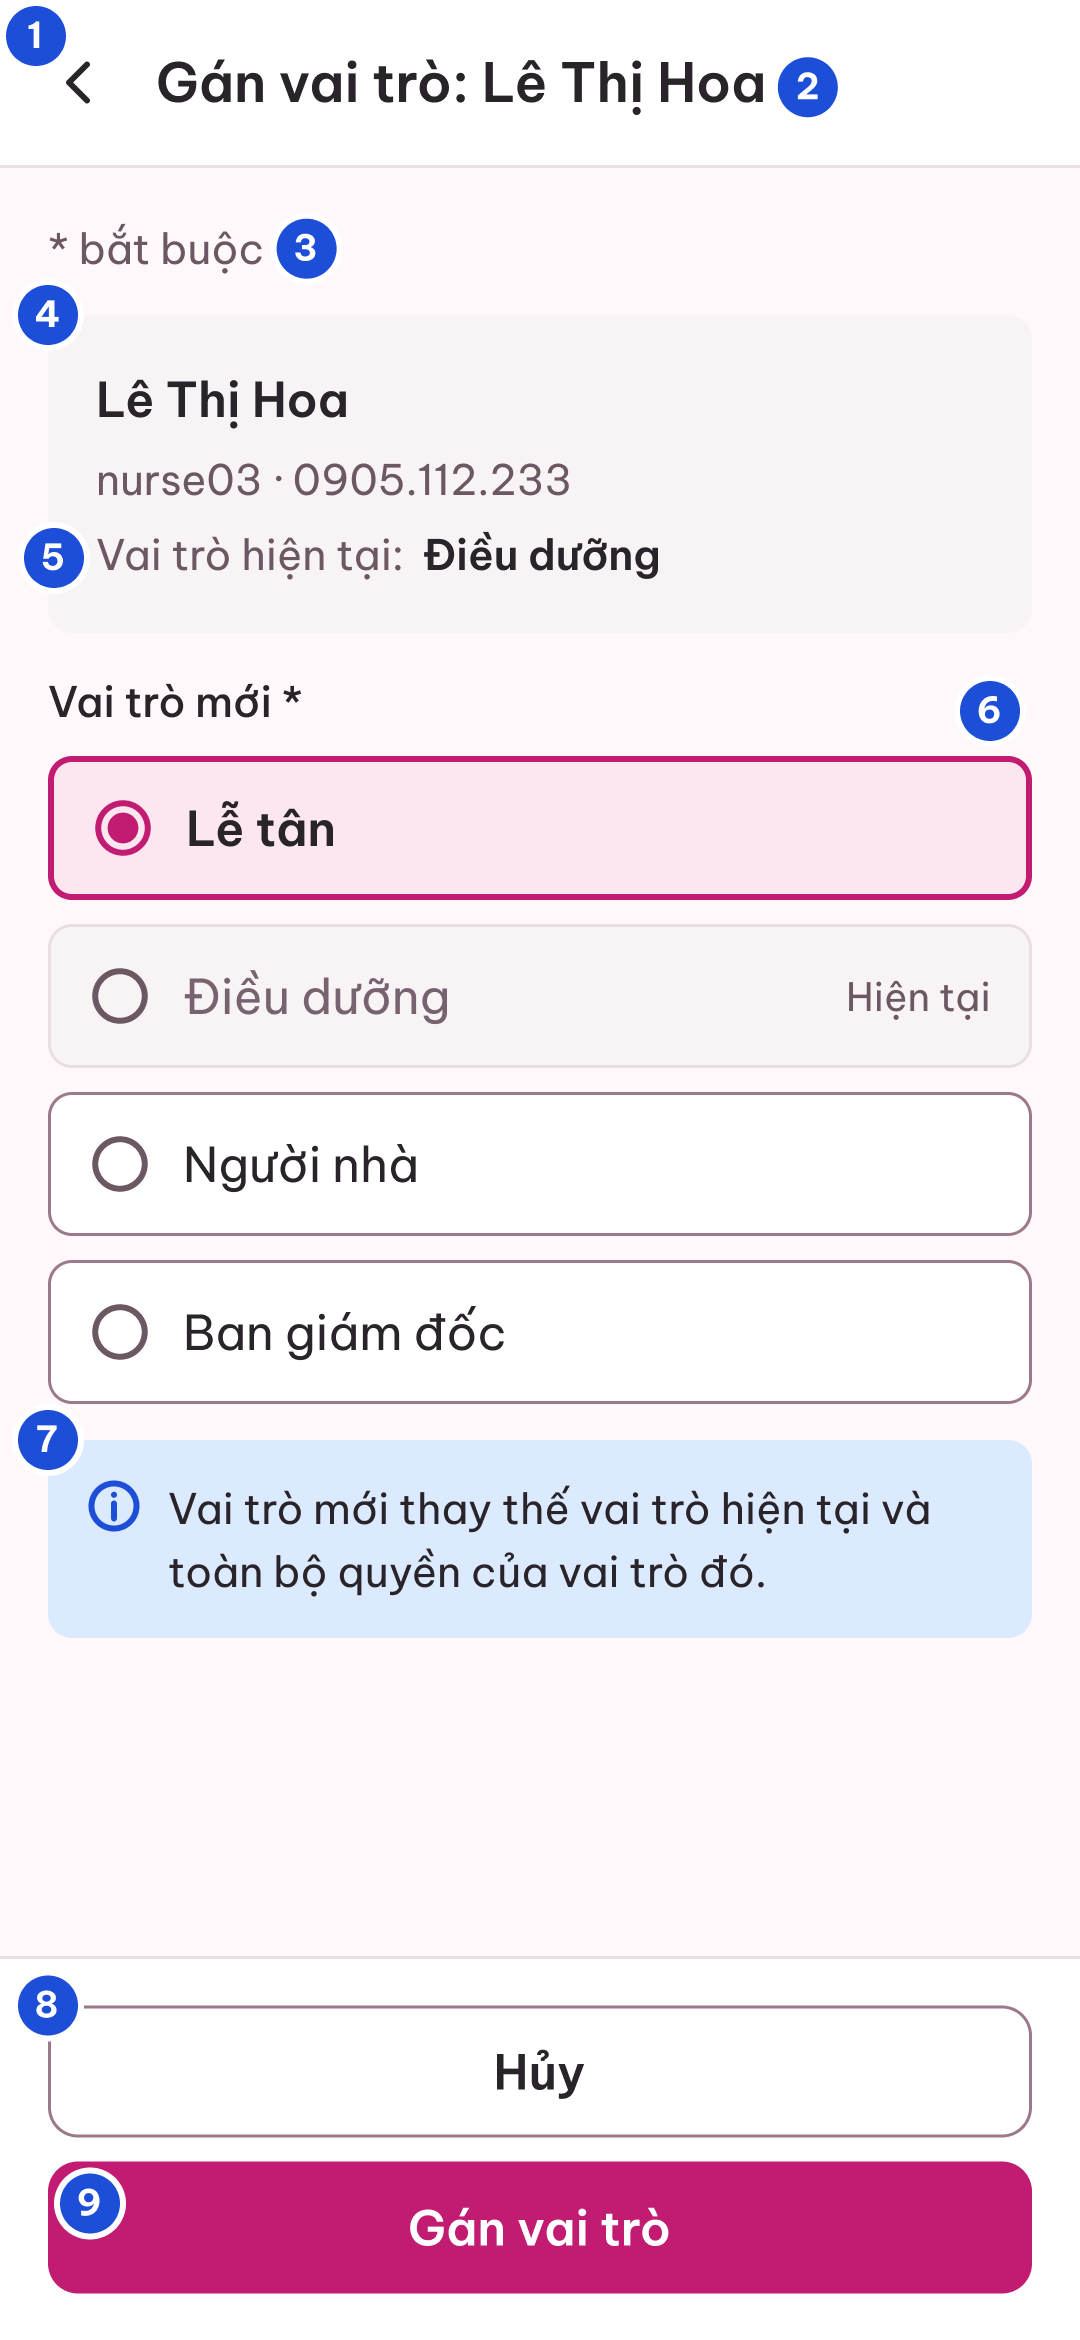 1
Gán vai trò: Lê Thị Hoa 2
* bắt buộc 3
4
Lê Thị Hoa
nurse03 · 0905.112.233
5 Vai trò hiện tại: Điều dưỡng
Vai trò mới * 6
Lễ tân
Điều dưỡng Hiện tại
Người nhà
Ban giám đốc
7
Vai trò mới thay thế vai trò hiện tại và
toàn bộ quyền của vai trò đó.
8
Hủy
9 Gán vai trò